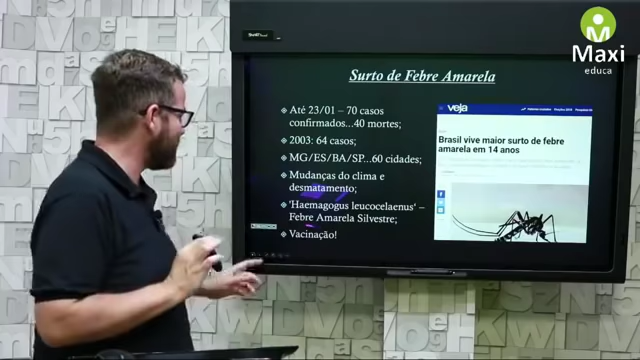 Maxi
educa
Surto de Febre Amarela
Até 23/01 – 70 casos
confirmados...40 mortes;
2003: 64 casos;
MG/ES/BA/SP...60 cidades;
Mudanças do clima e
desmatamento;
'Haemagogus leucocelaenus' –
Febre Amarela Silvestre;
Vacinação!
veja
Brasil vive maior surto de febre
amarela em 14 anos